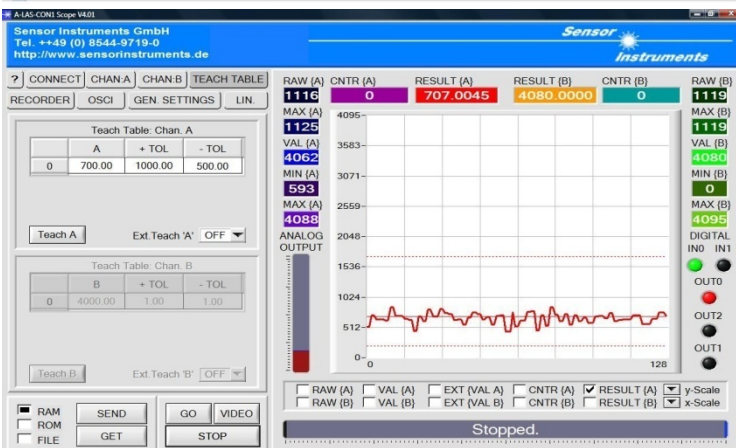 A-LAS-CON1 Scope V4.01
Sensor Instruments GmbH
Tel. ++49 (0) 8544-9719-0
http://www.sensorinstruments.de
Sensor
Instruments
? CONNECT CHAN:A CHAN:B TEACH TABLE
RECORDER OSCI GEN. SETTINGS LIN.
Teach Table: Chan. A
A + TOL - TOL
0 700.00 1000.00 500.00
Teach A Ext.Teach 'A' OFF
Teach Table: Chan. B
B + TOL - TOL
0 4000.00 1.00 1.00
Teach B Ext.Teach 'B' OFF
RAM
ROM
FILE
SEND GO VIDEO
GET STOP
RAW {A} CNTR {A} RESULT {A} RESULT {B} CNTR {B} RAW {B}
1116 0 707.0045 4080.0000 0 1119
MAX {A}
1125
VAL {A}
4062
MIN {A}
593
MAX {A}
4088
ANALOG
OUTPUT
4095
3583
3071
2559
2048
1536
1024
512
0
0 128
MAX {B}
1119
VAL {B}
4080
MIN {B}
0
MAX {B}
4095
DIGITAL
IN0 IN1
OUT0
OUT2
OUT1
RAW {A} VAL {A} EXT {VAL A} CNTR {A} RESULT {A} y-Scale
RAW {B} VAL {B} EXT {VAL B} CNTR {B} RESULT {B} x-Scale
Stopped.